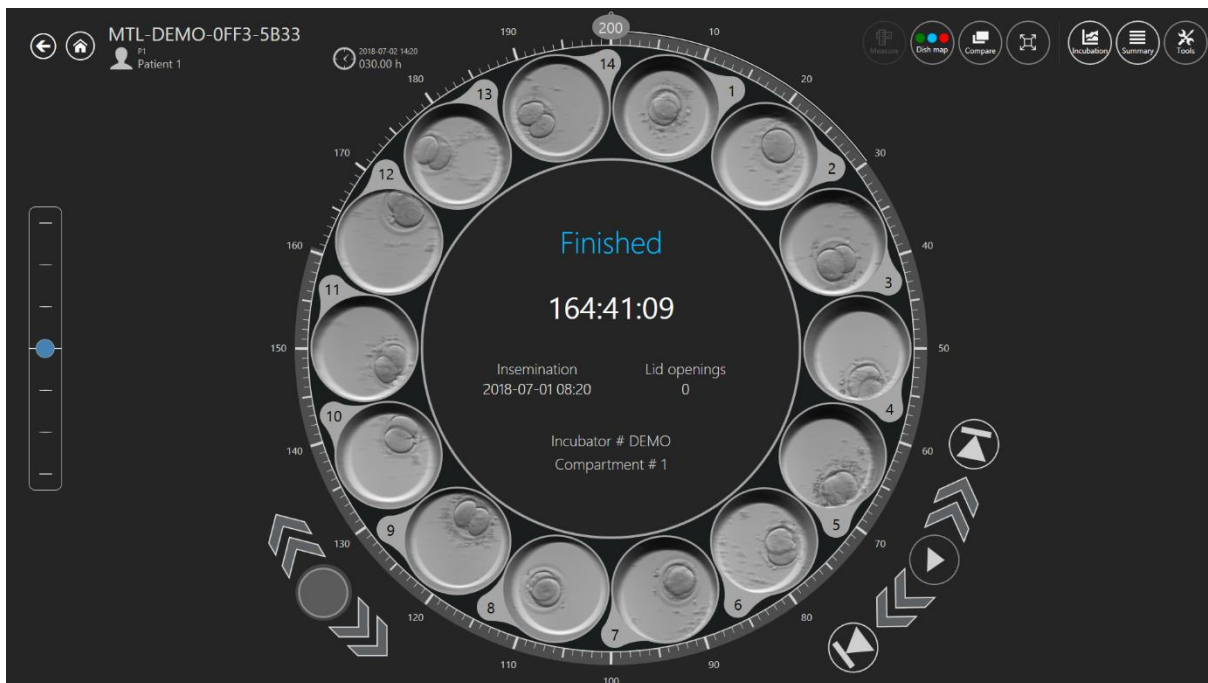 MTL-DEMO-0FF3-5B33
P1
Patient 1
2018-07-02 14:20
030.00 h
Measure
Dish map
Compare
Incubation
Summary
Tools
200
10
20
30
40
50
60
70
80
90
100
110
120
130
140
150
160
170
180
190
1
2
3
4
5
6
7
8
9
10
11
12
13
14
Finished
164:41:09
Insemination
2018-07-01 08:20
Lid openings
0
Incubator # DEMO
Compartment # 1